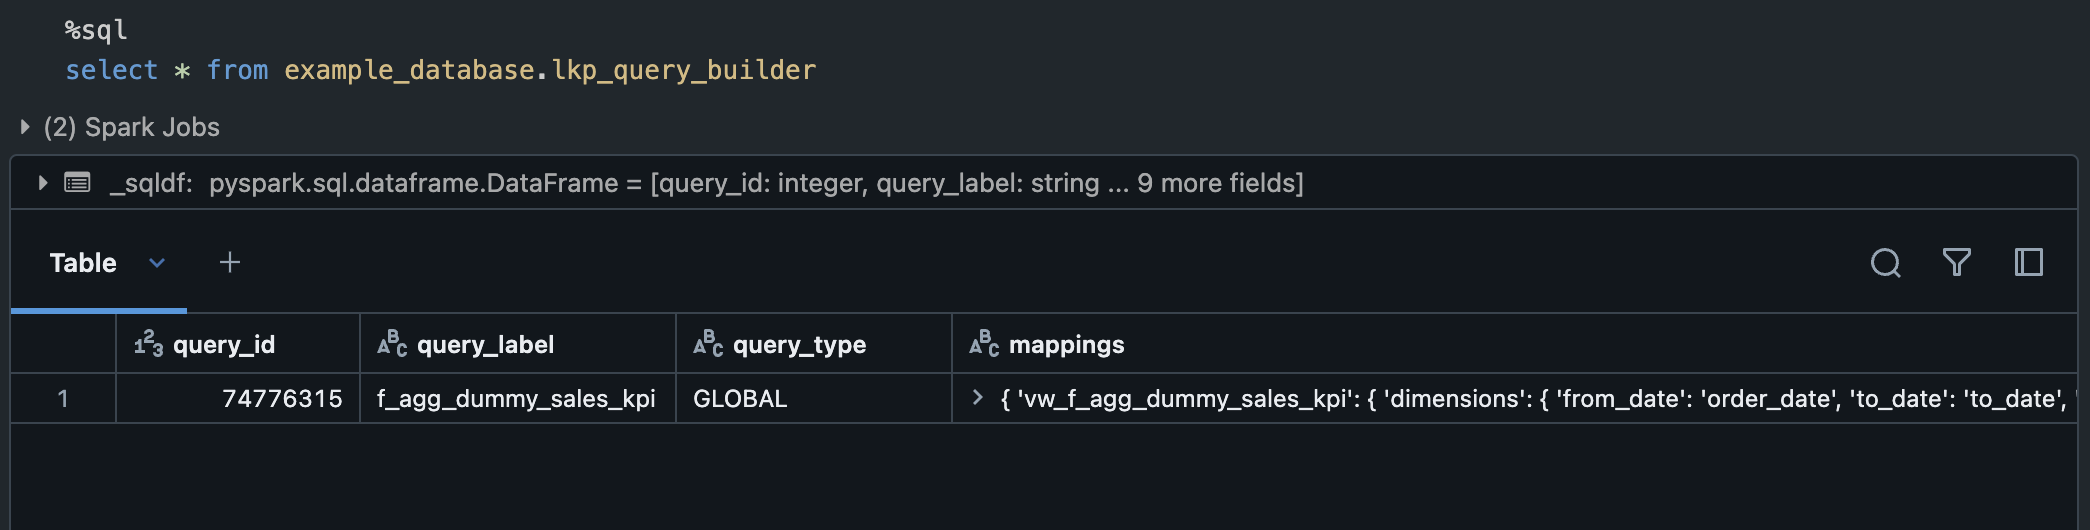 %sql
select * from example_database.lkp_query_builder
(2) Spark Jobs
_sqldf: pyspark.sql.dataframe.DataFrame = [query_id: integer, query_label: string ... 9 more fields]
Table
query_id query_label query_type mappings
1 74776315 f_agg_dummy_sales_kpi GLOBAL { 'vw_f_agg_dummy_sales_kpi': { 'dimensions': { 'from_date': 'order_date', 'to_date': 'to_date', '